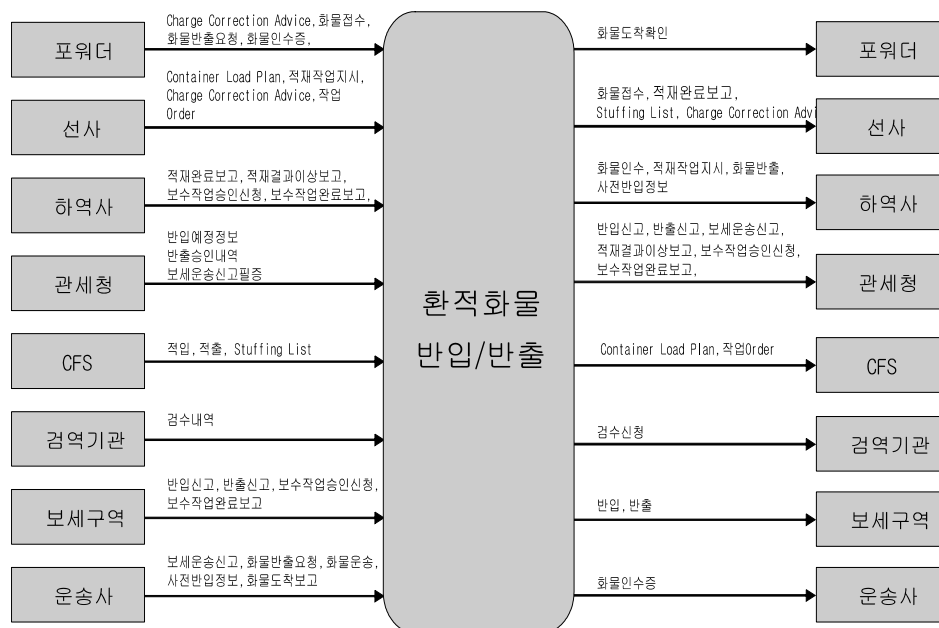 포워더
Charge Correction Advice, 화물접수,
화물반출요청, 화물인수증,
화물도착확인
포워더
선사
Container Load Plan, 적재작업지시,
Charge Correction Advice, 작업
Order
화물접수, 적재완료보고,
Stuffing List, Charge Correction Advi
선사
하역사
적재완료보고, 적재결과이상보고,
보수작업승인신청, 보수작업완료보고,
화물인수, 적재작업지시, 화물반출,
사전반입정보
하역사
관세청
반입예정정보
반출승인내역
보세운송신고필증
반입신고, 반출신고, 보세운송신고,
적재결과이상보고, 보수작업승인신청,
보수작업완료보고,
관세청
환적화물
반입/반출
CFS
적입, 적출, Stuffing List
Container Load Plan, 작업Order
CFS
검역기관
검수내역
검수신청
검역기관
보세구역
반입신고, 반출신고, 보수작업승인신청,
보수작업완료보고
반입, 반출
보세구역
운송사
보세운송신고, 화물반출요청, 화물운송,
사전반입정보, 화물도착보고
화물인수증
운송사